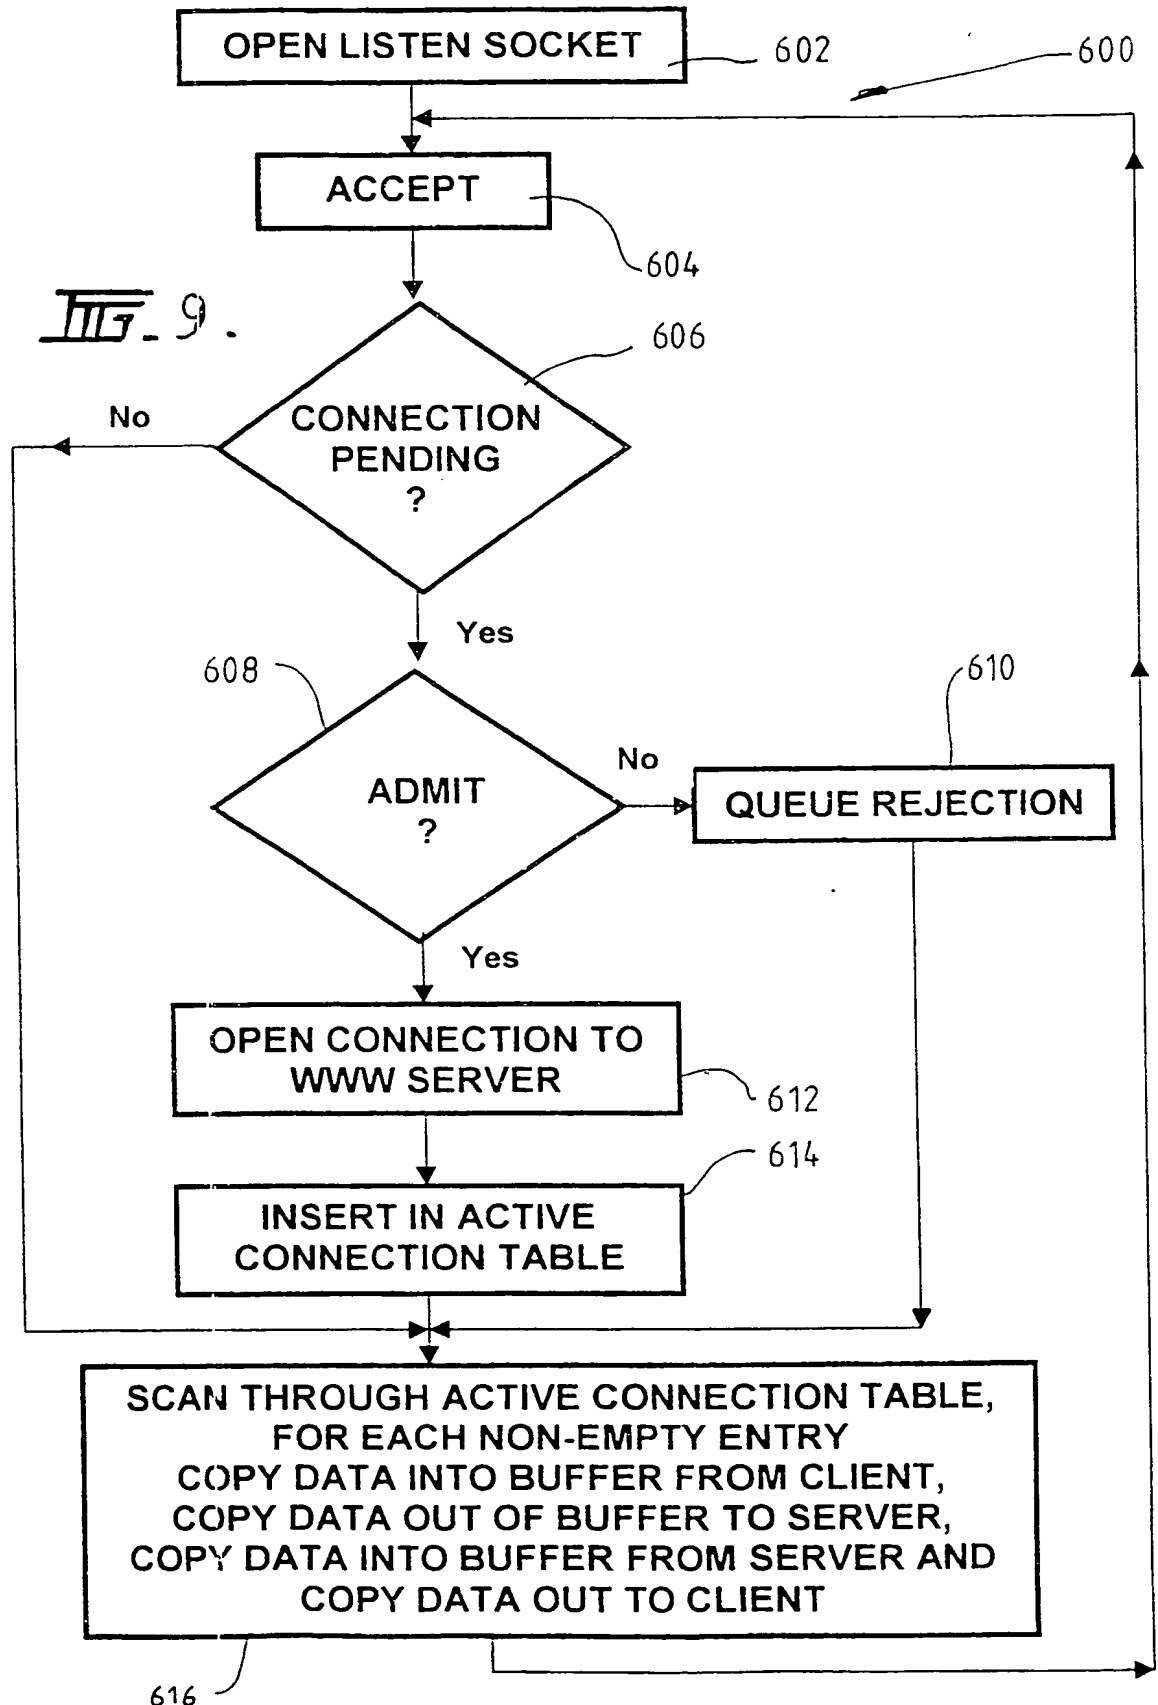 OPEN LISTEN SOCKET
602
600
ACCEPT
604
FIG. 9.
606
CONNECTION
PENDING
?
No
Yes
608
610
ADMIT
?
No
QUEUE REJECTION
Yes
OPEN CONNECTION TO
WWW SERVER
612
614
INSERT IN ACTIVE
CONNECTION TABLE
SCAN THROUGH ACTIVE CONNECTION TABLE,
FOR EACH NON-EMPTY ENTRY
COPY DATA INTO BUFFER FROM CLIENT,
COPY DATA OUT OF BUFFER TO SERVER,
COPY DATA INTO BUFFER FROM SERVER AND
COPY DATA OUT TO CLIENT
616